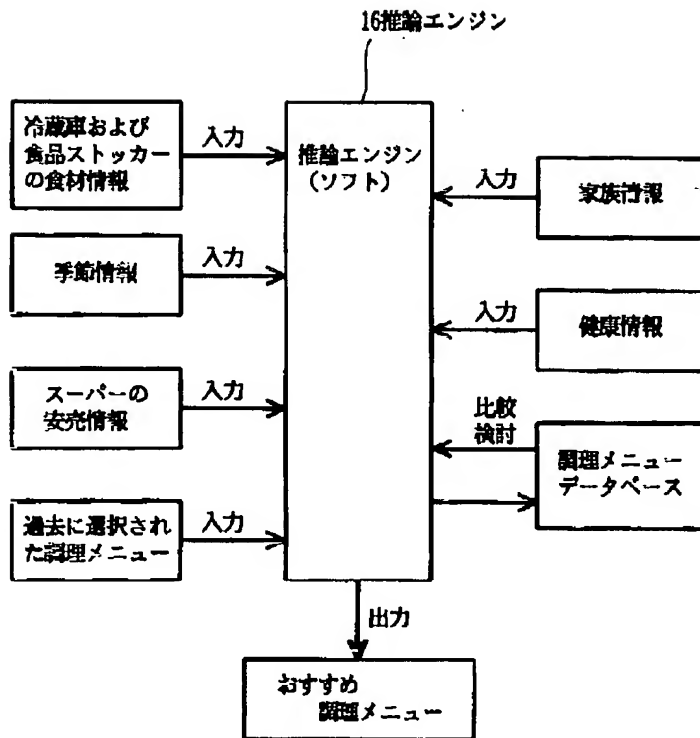 16推論エンジン
冷蔵庫および
食品ストッカー
の食材情報
入力
季節情報
入力
スーパーの
安売情報
入力
過去に選択され
た調理メニュー
入力
推論エンジン
(ソフト)
入力
家族情報
入力
健康情報
比較
検討
調理メニュー
データベース
出力
おすすめ
調理メニュー